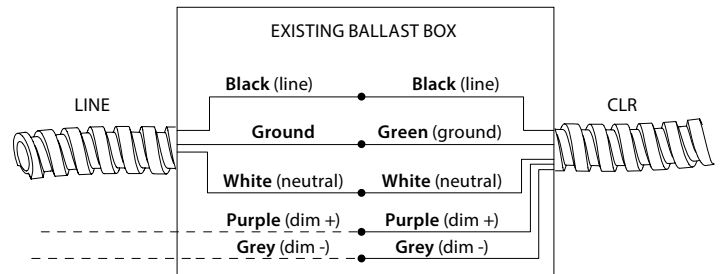 EXISTING BALLAST BOX
LINE
CLR
Black (line) Black (line)
Ground Green (ground)
White (neutral) White (neutral)
Purple (dim +) Purple (dim +)
Grey (dim -) Grey (dim -)